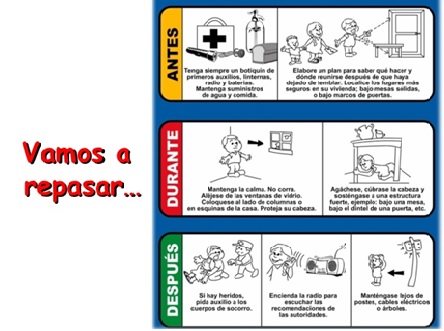 Vamos a
repasar...
ANTES
Tenga siempre un botiquín de
primeros auxilios, linternas,
radio y baterías.
Mantenga suministros
de agua y comida.
Elabore un plan para saber qué hacer y
dónde reunirse después de que haya
dejado de temblar. Localice los lugares más
seguros en su vivienda; bajo mesas sólidas,
o bajo marcos de puertas.
DURANTE
Mantenga la calma. No corra.
Aléjese de las ventanas de vidrio.
Colóquese al lado de columnas o
en esquinas de la casa. Proteja su cabeza.
Agáchese, cúbrase la cabeza y
sosténgase a una estructura
fuerte, ejemplo: bajo una mesa,
bajo el dintel de una puerta, etc.
DESPUÉS
Si hay heridos,
pida auxilio a los
cuerpos de socorro.
Encienda la radio para
escuchar las
recomendaciones de
las autoridades.
Manténgase lejos de
postes, cables eléctricos
o árboles.